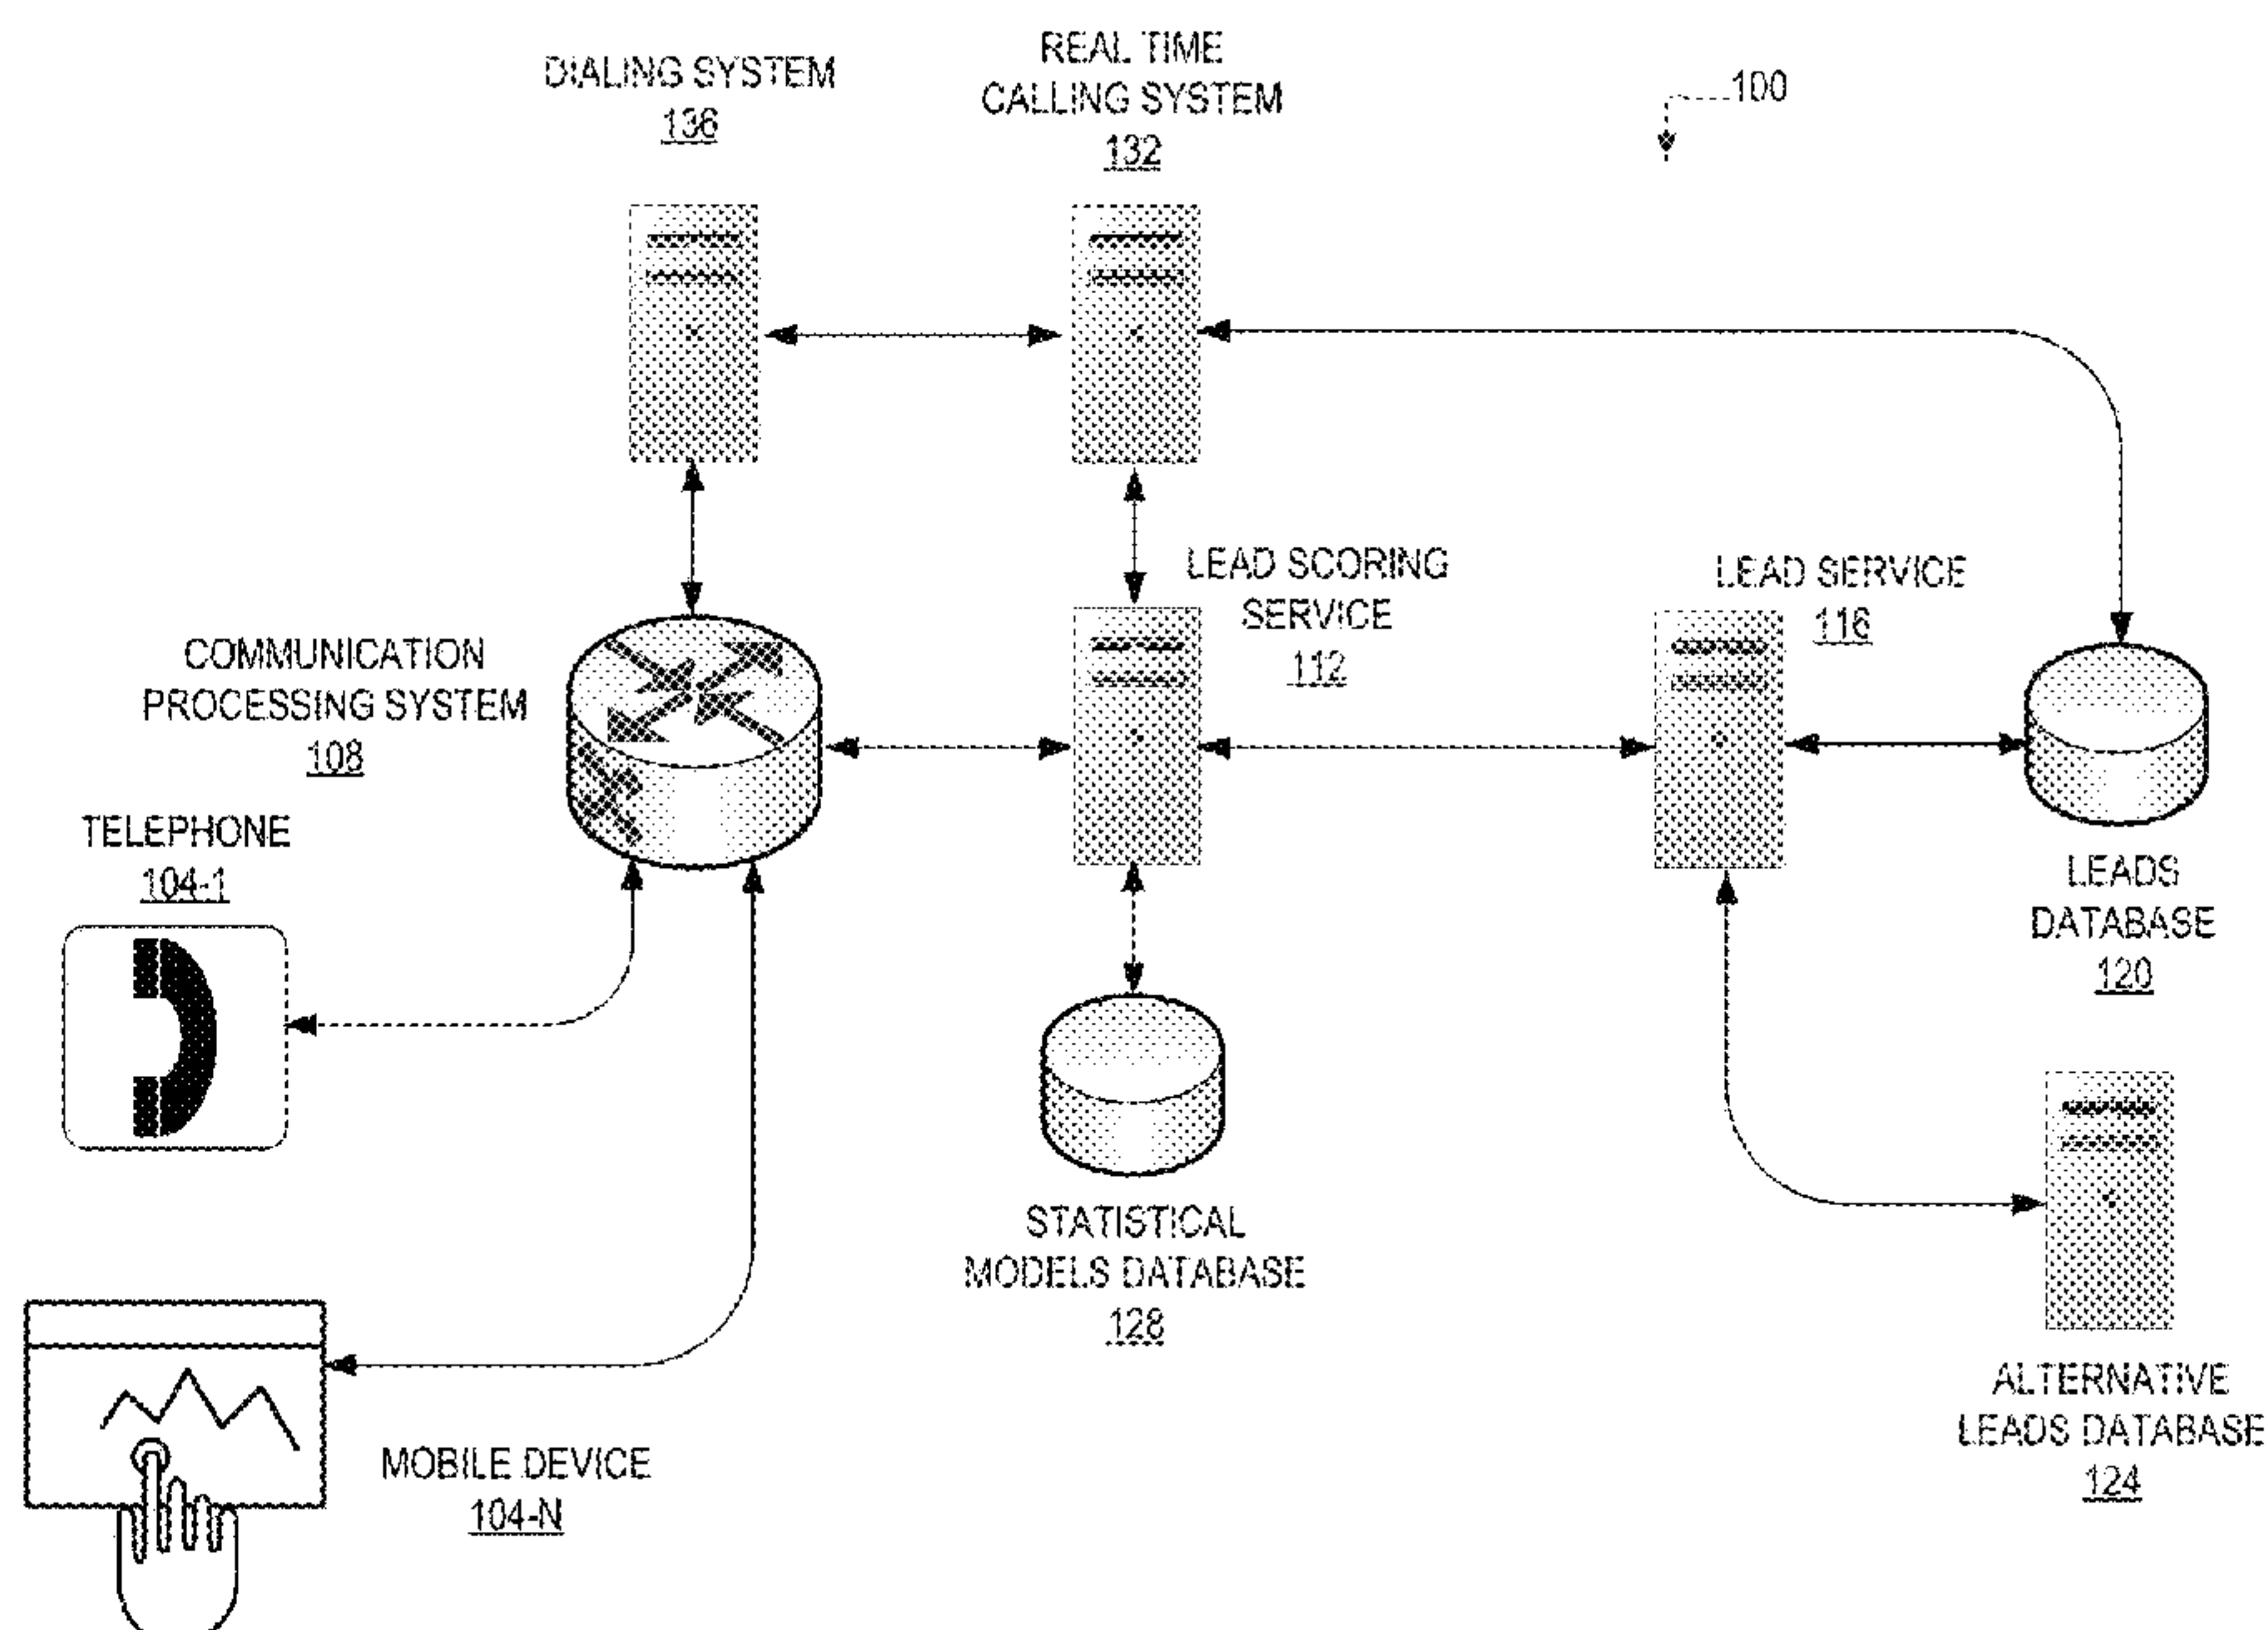 DIALING SYSTEM
136
REAL TIME
CALLING SYSTEM
132
100
LEAD SCORING
SERVICE
112
LEAD SERVICE
116
COMMUNICATION
PROCESSING SYSTEM
108
TELEPHONE
104-1
LEADS
DATABASE
120
STATISTICAL
MODELS DATABASE
128
ALTERNATIVE
LEADS DATABASE
124
MOBILE DEVICE
104-N